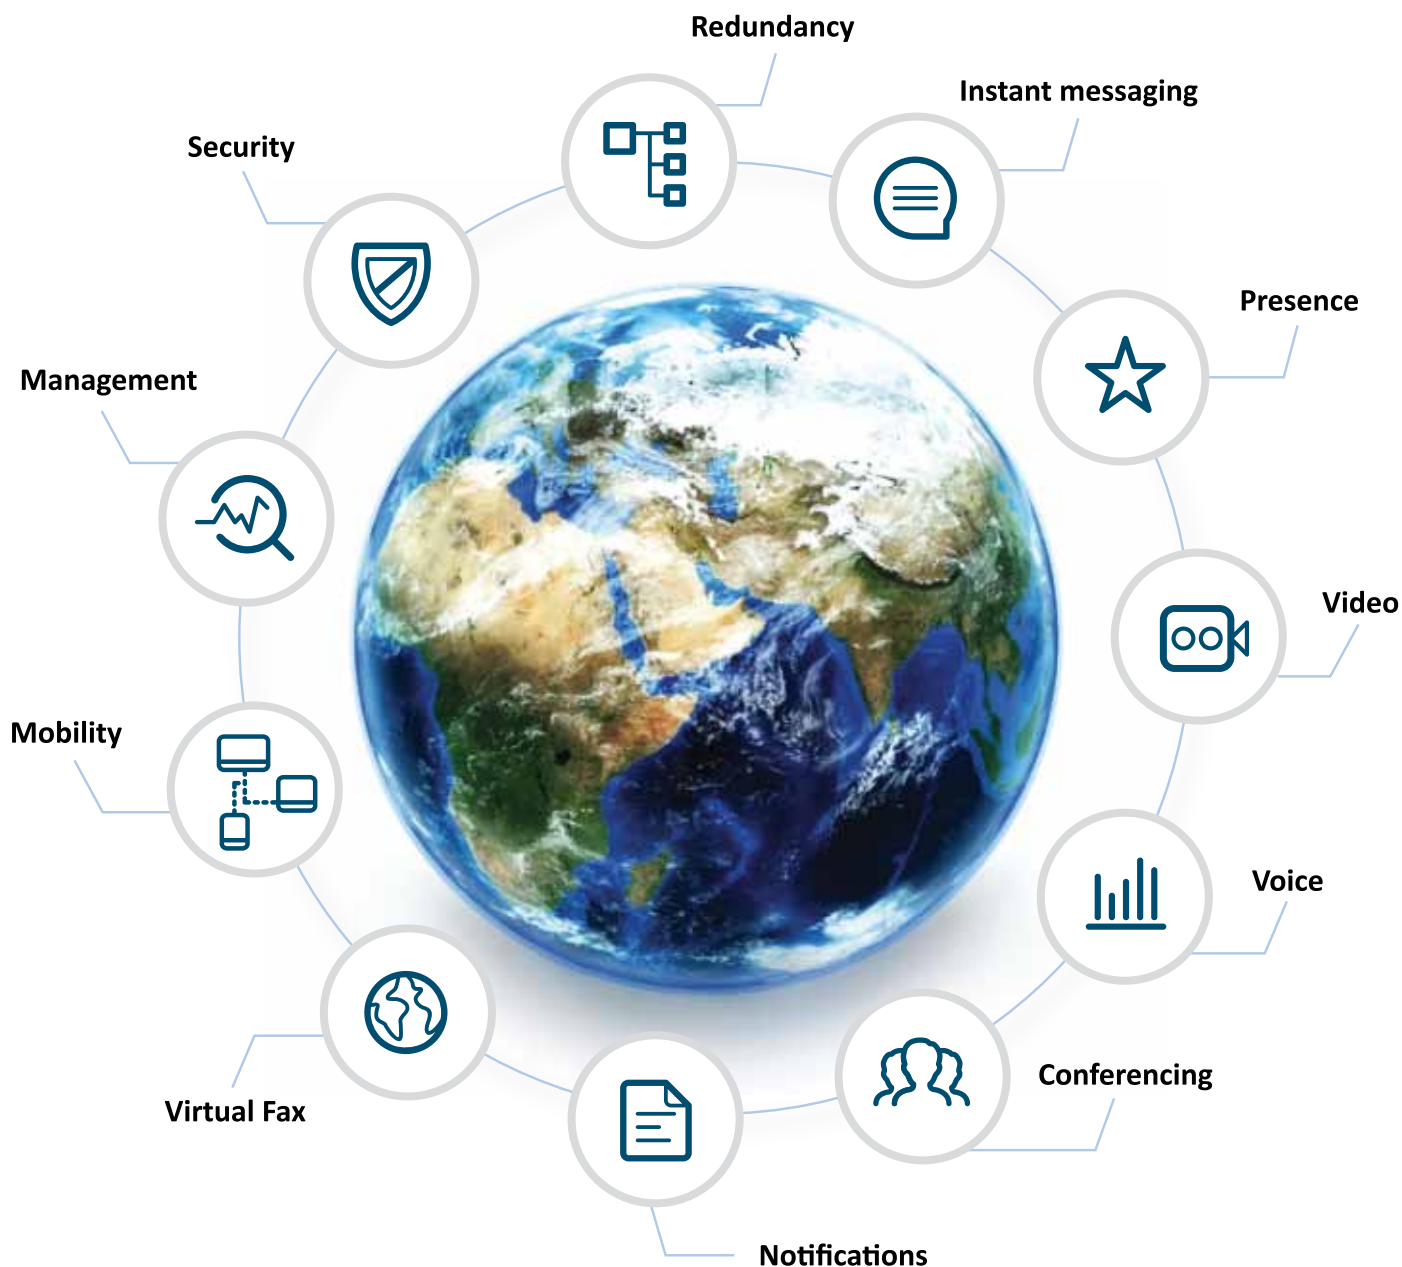 Redundancy
Instant messaging
Security
Presence
Management
Video
Mobility
Voice
Conferencing
Virtual Fax
Notifications